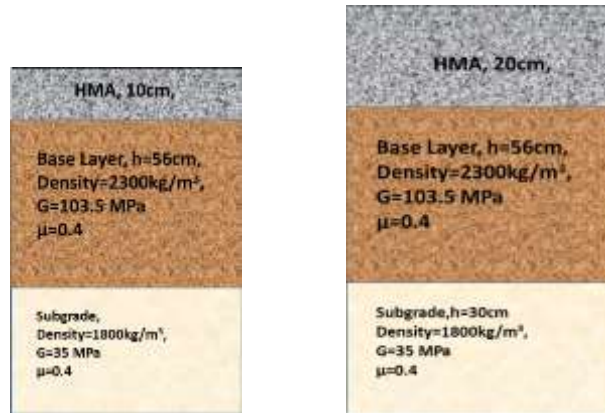 HMA, 10cm,
Base Layer, h=56cm,
Density=2300kg/m³,
G=103.5 MPa
μ=0.4
Subgrade,
Density=1800kg/m³,
G=35 MPa
μ=0.4
HMA, 20cm,
Base Layer, h=56cm,
Density=2300kg/m³,
G=103.5 MPa
μ=0.4
Subgrade,h=30cm
Density=1800kg/m³,
G=35 MPa
μ=0.4